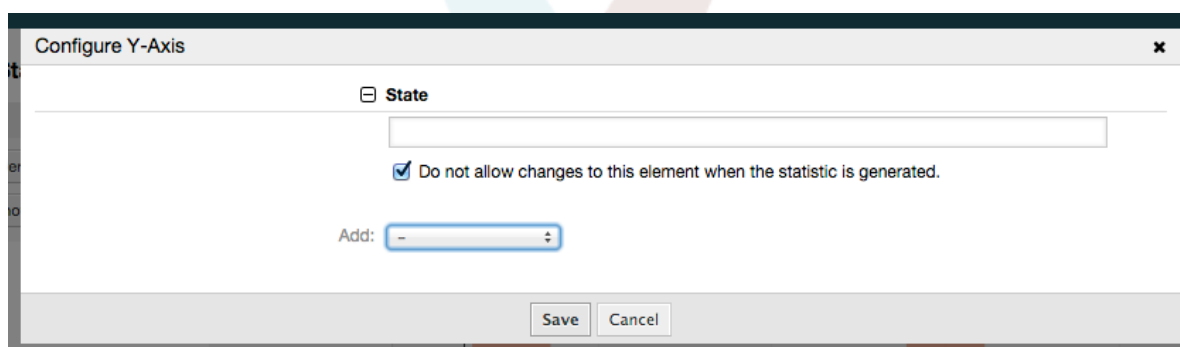 Configure Y-Axis
State
Do not allow changes to this element when the statistic is generated.
Add: –
Save Cancel